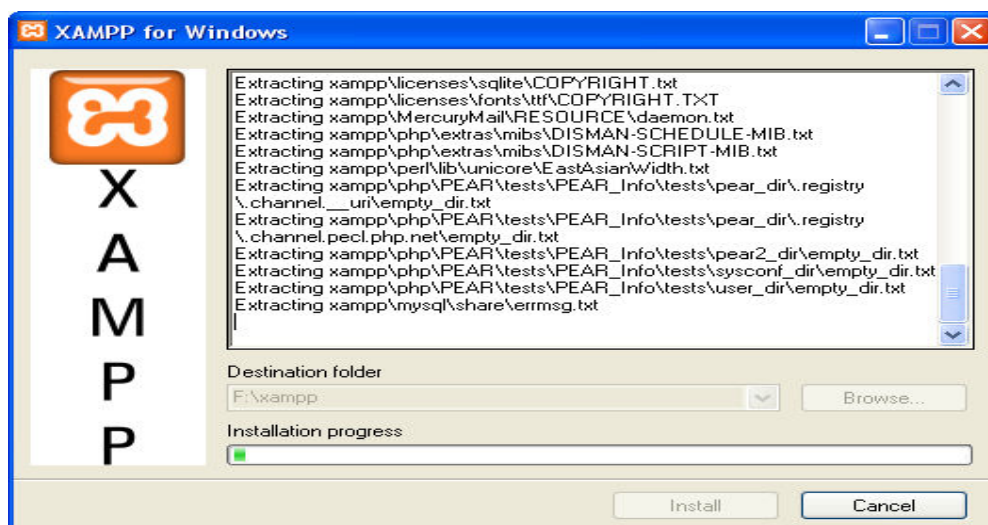 XAMPP for Windows
X
A
M
P
P
Extracting xampp\licenses\sqlite\COPYRIGHT.txt
Extracting xampp\licenses\fonts\ttf\COPYRIGHT.TXT
Extracting xampp\MercuryMail\RESOURCE\daemon.txt
Extracting xampp\php\extras\mibs\DISMAN-SCHEDULE-MIB.txt
Extracting xampp\php\extras\mibs\DISMAN-SCRIPT-MIB.txt
Extracting xampp\perl\lib\unicore\EastAsianWidth.txt
Extracting xampp\php\PEAR\tests\PEAR_Info\tests\pear_dir\.registry
\.channel.__uri\empty_dir.txt
Extracting xampp\php\PEAR\tests\PEAR_Info\tests\pear_dir\.registry
\.channel.pecl.php.net\empty_dir.txt
Extracting xampp\php\PEAR\tests\PEAR_Info\tests\pear2_dir\empty_dir.txt
Extracting xampp\php\PEAR\tests\PEAR_Info\tests\sysconf_dir\empty_dir.txt
Extracting xampp\php\PEAR\tests\PEAR_Info\tests\user_dir\empty_dir.txt
Extracting xampp\mysql\share\errmsg.txt
Destination folder
F:\xampp
Browse...
Installation progress
Install
Cancel